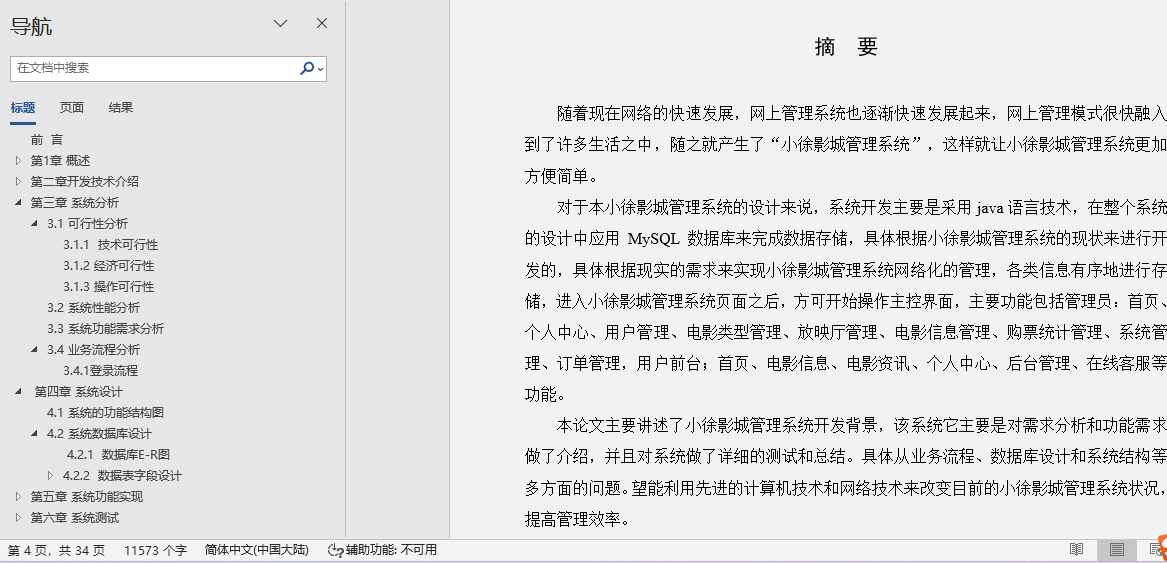 导航
在文档中搜索
标题 页面 结果
前 言
第1章 概述
第二章开发技术介绍
第三章 系统分析
3.1 可行性分析
3.1.1 技术可行性
3.1.2 经济可行性
3.1.3 操作可行性
3.2 系统性能分析
3.3 系统功能需求分析
3.4 业务流程分析
3.4.1登录流程
第四章 系统设计
4.1 系统的功能结构图
4.2 系统数据库设计
4.2.1 数据库E-R图
4.2.2 数据表字段设计
第五章 系统功能实现
第六章 系统测试
摘 要
随着现在网络的快速发展，网上管理系统也逐渐快速发展起来，网上管理模式很快融入
到了许多生活之中，随之就产生了“小徐影城管理系统”，这样就让小徐影城管理系统更加
方便简单。
对于本小徐影城管理系统的设计来说，系统开发主要是采用 java 语言技术，在整个系统
的设计中应用 MySQL 数据库来完成数据存储，具体根据小徐影城管理系统的现状来进行开
发的，具体根据现实的需求来实现小徐影城管理系统网络化的管理，各类信息有序地进行存
储，进入小徐影城管理系统页面之后，方可开始操作主控界面，主要功能包括管理员：首页、
个人中心、用户管理、电影类型管理、放映厅管理、电影信息管理、购票统计管理、系统管
理、订单管理，用户前台；首页、电影信息、电影资讯、个人中心、后台管理、在线客服等
功能。
本论文主要讲述了小徐影城管理系统开发背景，该系统它主要是对需求分析和功能需求
做了介绍，并且对系统做了详细的测试和总结。具体从业务流程、数据库设计和系统结构等
多方面的问题。望能利用先进的计算机技术和网络技术来改变目前的小徐影城管理系统状况，
提高管理效率。
第 4 页，共 34 页 11573 个字 简体中文(中国大陆) 辅助功能: 不可用